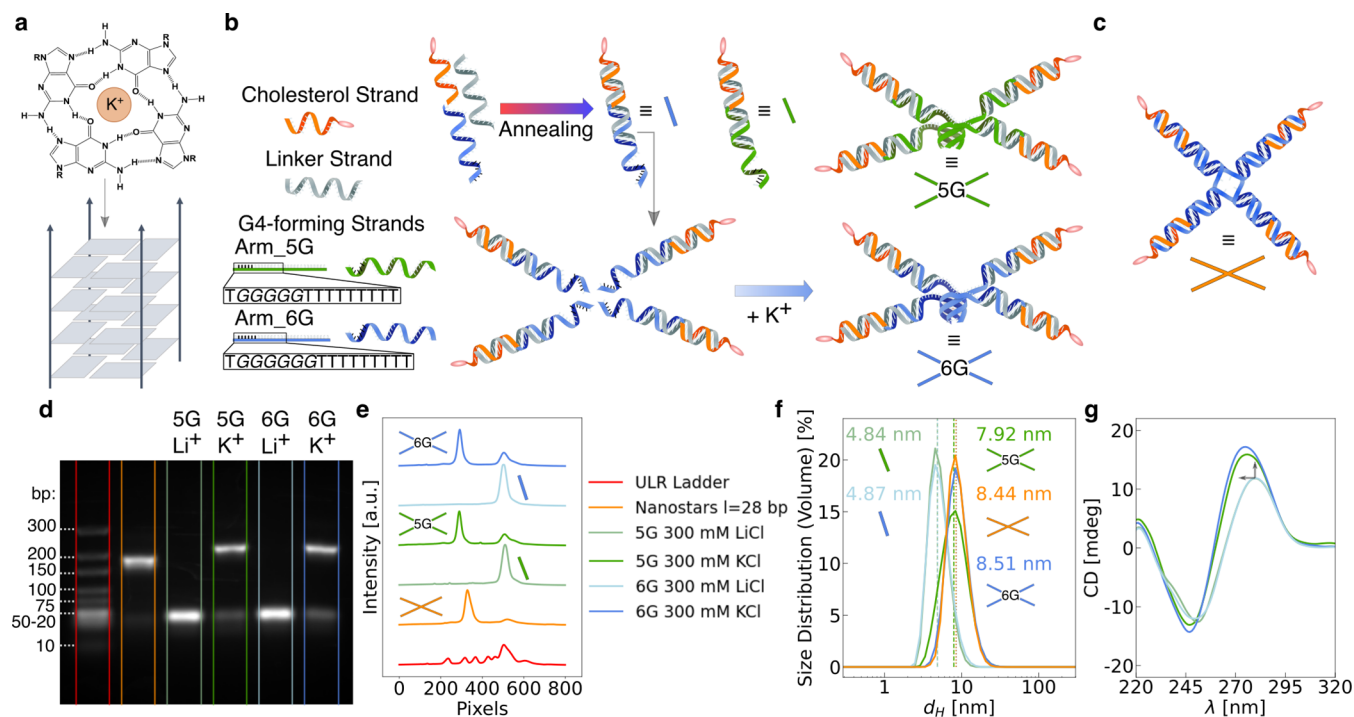 a
R
N
N
H
N
R
N
N
H
O
N
H
K⁺
b
Cholesterol Strand
Linker Strand
G4-forming Strands
Arm_5G
TGGGGGTTTTTTTTT
Arm_6G
TGGGGGGTTTTTTTTT
Annealing
≡
≡
≡
5G
+ K⁺
≡
6G
c
≡
d
5G
Li⁺
5G
K⁺
6G
Li⁺
6G
K⁺
bp:
300
200
150
100
75
50-20
10
e
Intensity [a.u.]
6G
5G
0 200 400 600 800
Pixels
ULR Ladder
Nanostars l=28 bp
5G 300 mM LiCl
5G 300 mM KCl
6G 300 mM LiCl
6G 300 mM KCl
f
Size Distribution (Volume) [%]
20
15
10
5
0
4.84 nm
4.87 nm
7.92 nm
5G
8.44 nm
8.51 nm
6G
1 10 100
d_H [nm]
g
CD [mdeg]
20
10
0
-10
-20
220 245 270 295 320
λ [nm]